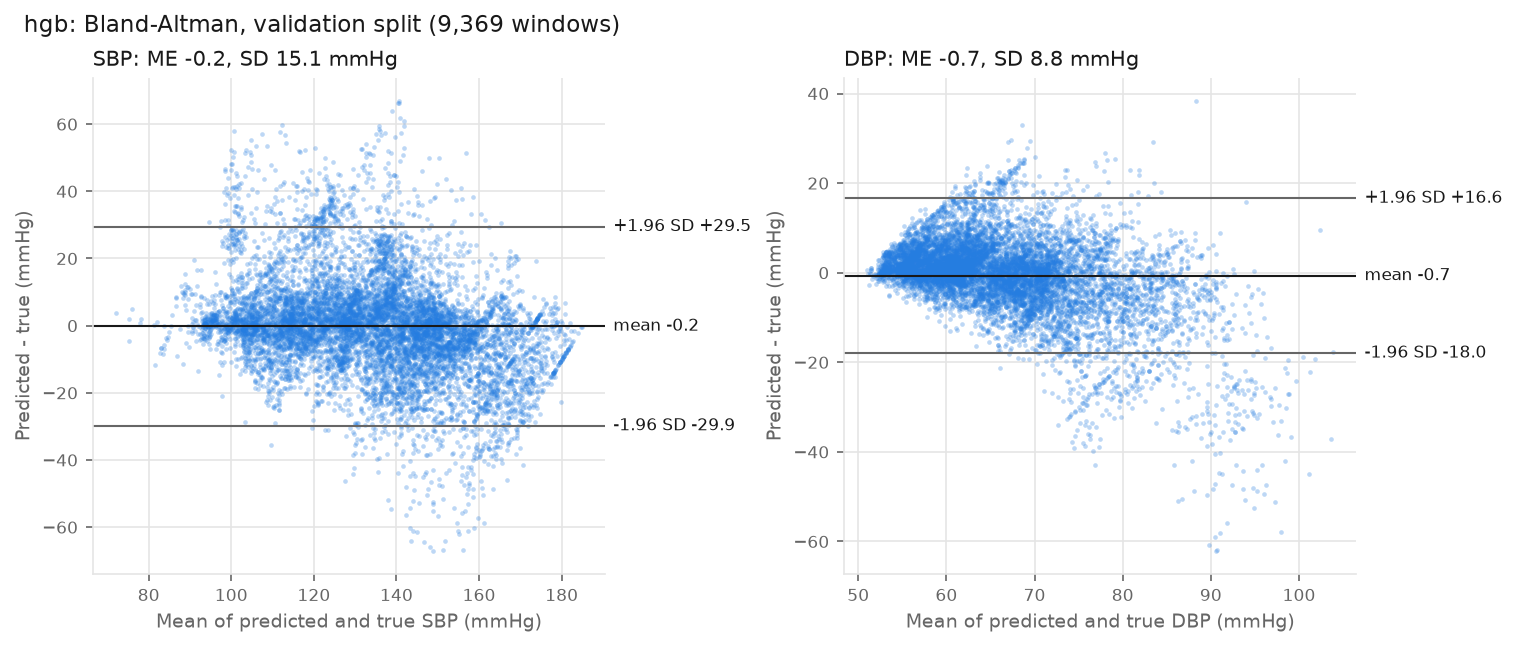 hgb: Bland-Altman, validation split (9,369 windows)
SBP: ME -0.2, SD 15.1 mmHg
Predicted - true (mmHg)
60
40
20
0
−20
−40
−60
+1.96 SD +29.5
mean -0.2
-1.96 SD -29.9
80
100
120
140
160
180
Mean of predicted and true SBP (mmHg)
DBP: ME -0.7, SD 8.8 mmHg
Predicted - true (mmHg)
40
20
0
−20
−40
−60
+1.96 SD +16.6
mean -0.7
-1.96 SD -18.0
50
60
70
80
90
100
Mean of predicted and true DBP (mmHg)